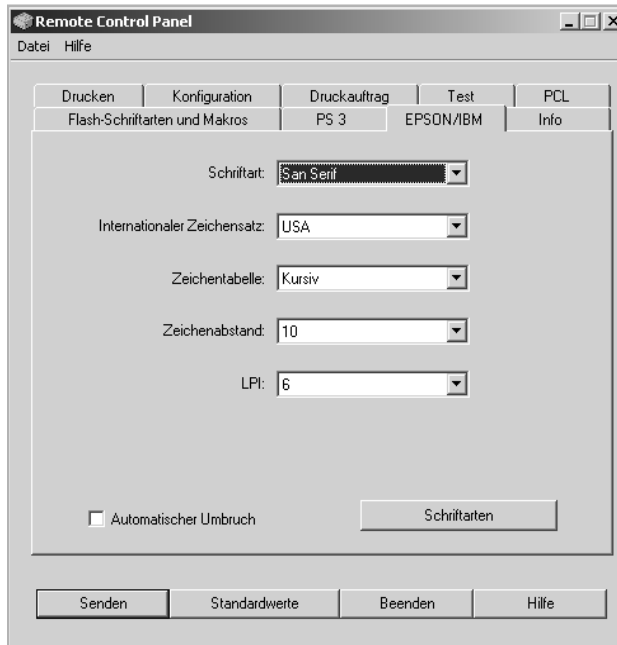 Remote Control Panel
Datei Hilfe
Drucken Konfiguration Druckauftrag Test PCL
Flash-Schriftarten und Makros PS 3 EPSON/IBM Info
Schriftart: San Serif
Internationaler Zeichensatz: USA
Zeichentabelle: Kursiv
Zeichenabstand: 10
LPI: 6
Automatischer Umbruch Schriftarten
Senden Standardwerte Beenden Hilfe